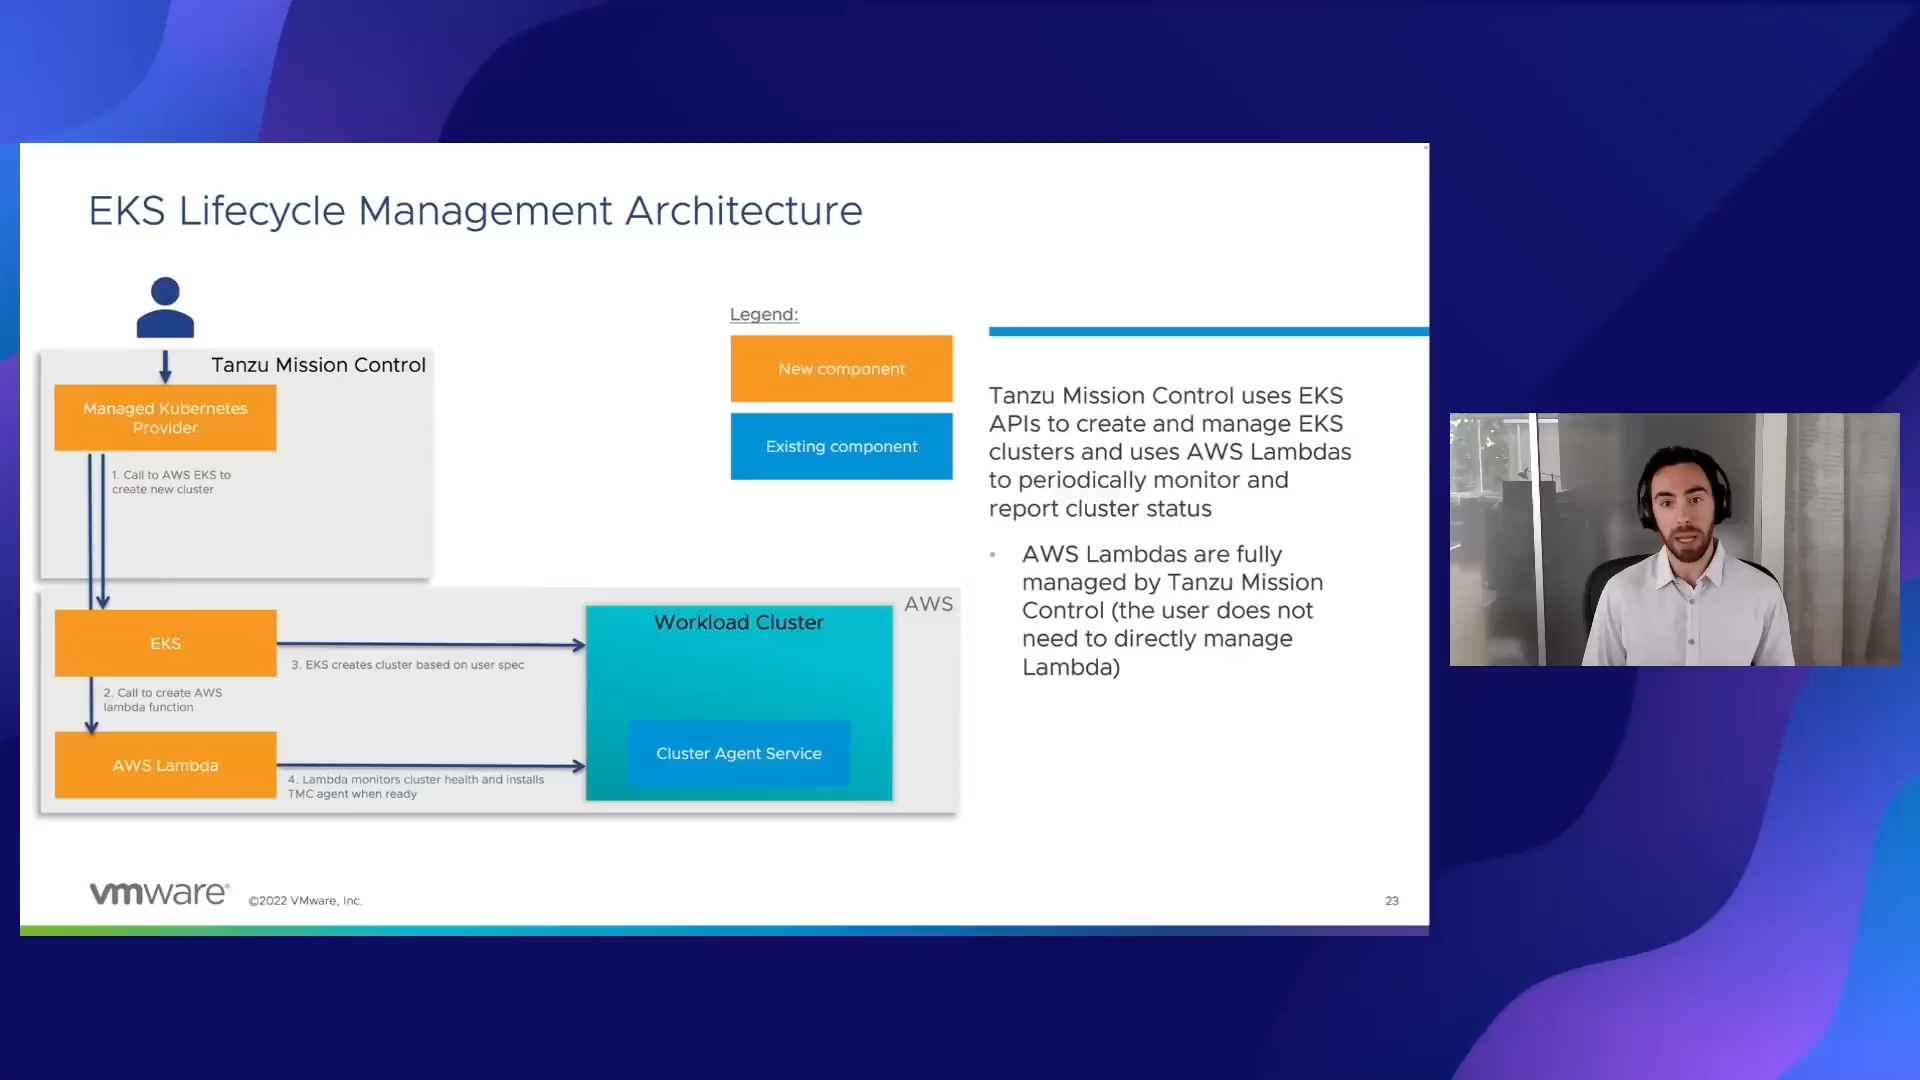 EKS Lifecycle Management Architecture
Tanzu Mission Control
Managed Kubernetes
Provider
1. Call to AWS EKS to
create new cluster
Legend:
New component
Existing component
AWS
EKS
3. EKS creates cluster based on user spec
2. Call to create AWS
lambda function
AWS Lambda
4. Lambda monitors cluster health and installs
TMC agent when ready
Workload Cluster
Cluster Agent Service
Tanzu Mission Control uses EKS
APIs to create and manage EKS
clusters and uses AWS Lambdas
to periodically monitor and
report cluster status
• AWS Lambdas are fully
managed by Tanzu Mission
Control (the user does not
need to directly manage
Lambda)
vmware®
©2022 VMware, Inc.
23